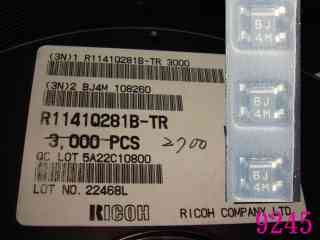 (3N)1 R1141Q281B-TR 3000
(3N)2 BJ4M 108260
R1141Q281B-TR
3,000 PCS 2700
QC LOT 5A22C10800
LOT NO. 22468L
RICOH RICOH COMPANY LTD
BJ
4M
BJ
4M
BJ
4M
9245